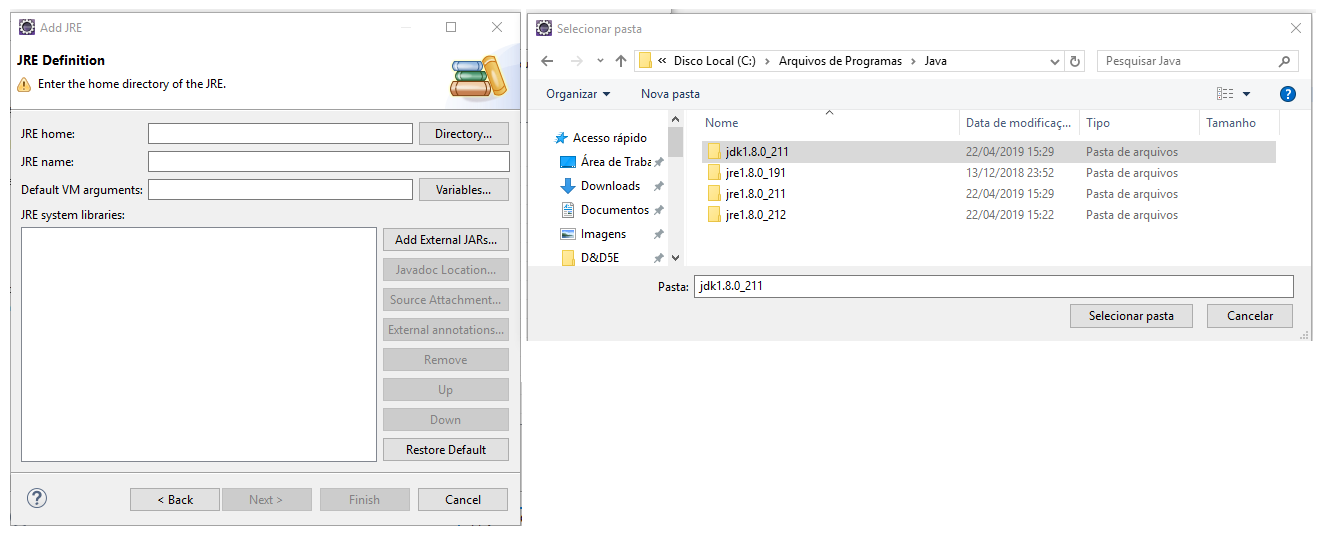 Add JRE
JRE Definition
Enter the home directory of the JRE.
JRE home:
Directory...
JRE name:
Default VM arguments:
Variables...
JRE system libraries:
Add External JARs...
Javadoc Location...
Source Attachment...
External annotations...
Remove
Up
Down
Restore Default
?
< Back
Next >
Finish
Cancel
Selecionar pasta
« Disco Local (C:) > Arquivos de Programas > Java
Pesquisar Java
Organizar
Nova pasta
?
Acesso rápido
Área de Traba
Downloads
Documentos
Imagens
D&D5E
Nome Data de modificaç... Tipo Tamanho
jdk1.8.0_211 22/04/2019 15:29 Pasta de arquivos
jre1.8.0_191 13/12/2018 23:52 Pasta de arquivos
jre1.8.0_211 22/04/2019 15:29 Pasta de arquivos
jre1.8.0_212 22/04/2019 15:22 Pasta de arquivos
Pasta: jdk1.8.0_211
Selecionar pasta
Cancelar